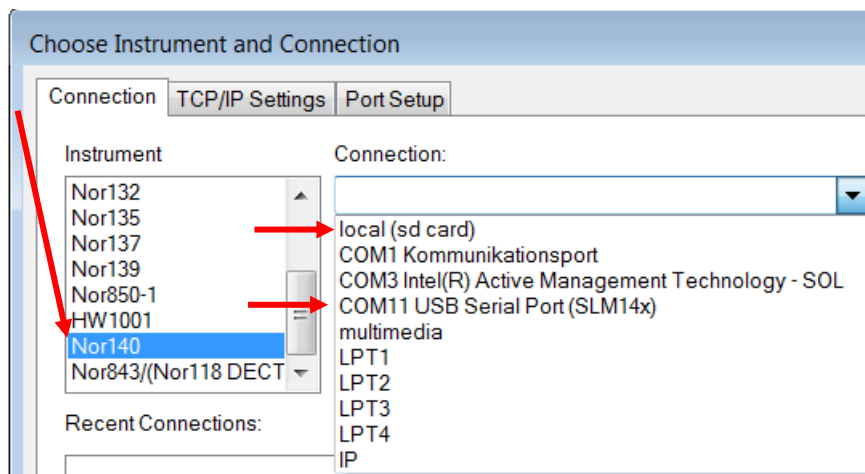 Choose Instrument and Connection
Connection TCP/IP Settings Port Setup
Instrument
Nor132
Nor135
Nor137
Nor139
Nor850-1
HW1001
Nor140
Nor843/(Nor118 DECT
Connection:
local (sd card)
COM1 Kommunikationsport
COM3 Intel(R) Active Management Technology - SOL
COM11 USB Serial Port (SLM14x)
multimedia
LPT1
LPT2
LPT3
LPT4
IP
Recent Connections: